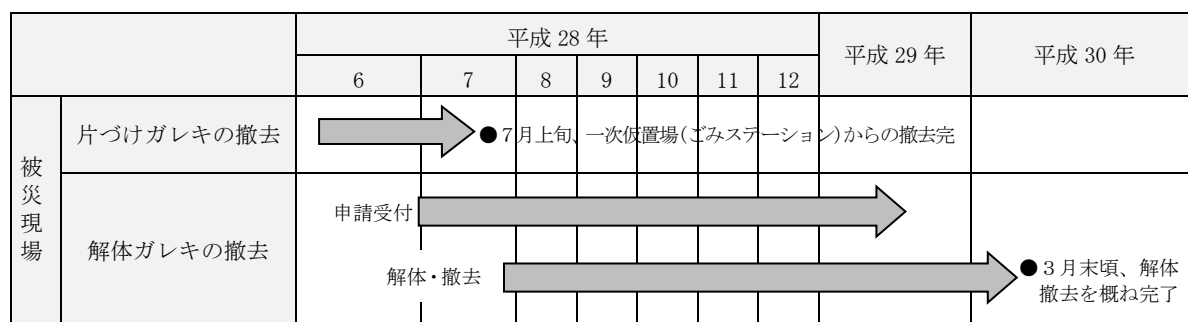 平成 28 年
平成 29 年
平成 30 年
6 7 8 9 10 11 12
被災現場
片づけガレキの撤去
●７月上旬、一次仮置場(ごみステーション)からの撤去完
解体ガレキの撤去
申請受付
解体・撤去
●３月末頃、解体
撤去を概ね完了